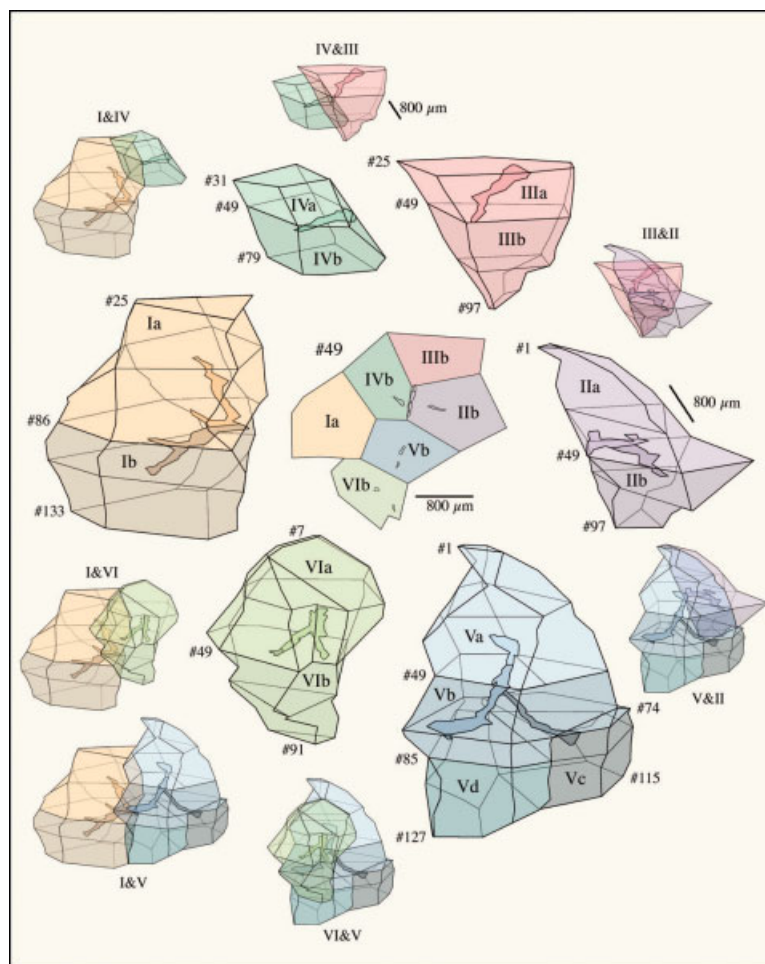 IV&III
800 µm
I&IV
#25
#31
IIIa
IVa
#49
#49
IIIb
III&II
#79
IVb
#25
#97
Ia
#49
#1
IIIb
IVb
IIa
800 µm
IIb
Ia
#86
Vb
#49
Ib
IIb
VIb
800 µm
#133
#97
#7
#1
I&VI
VIa
Va
#49
#49
VIb
Vb
#74
V&II
#91
#85
Vd
Vc
#115
#127
I&V
VI&V